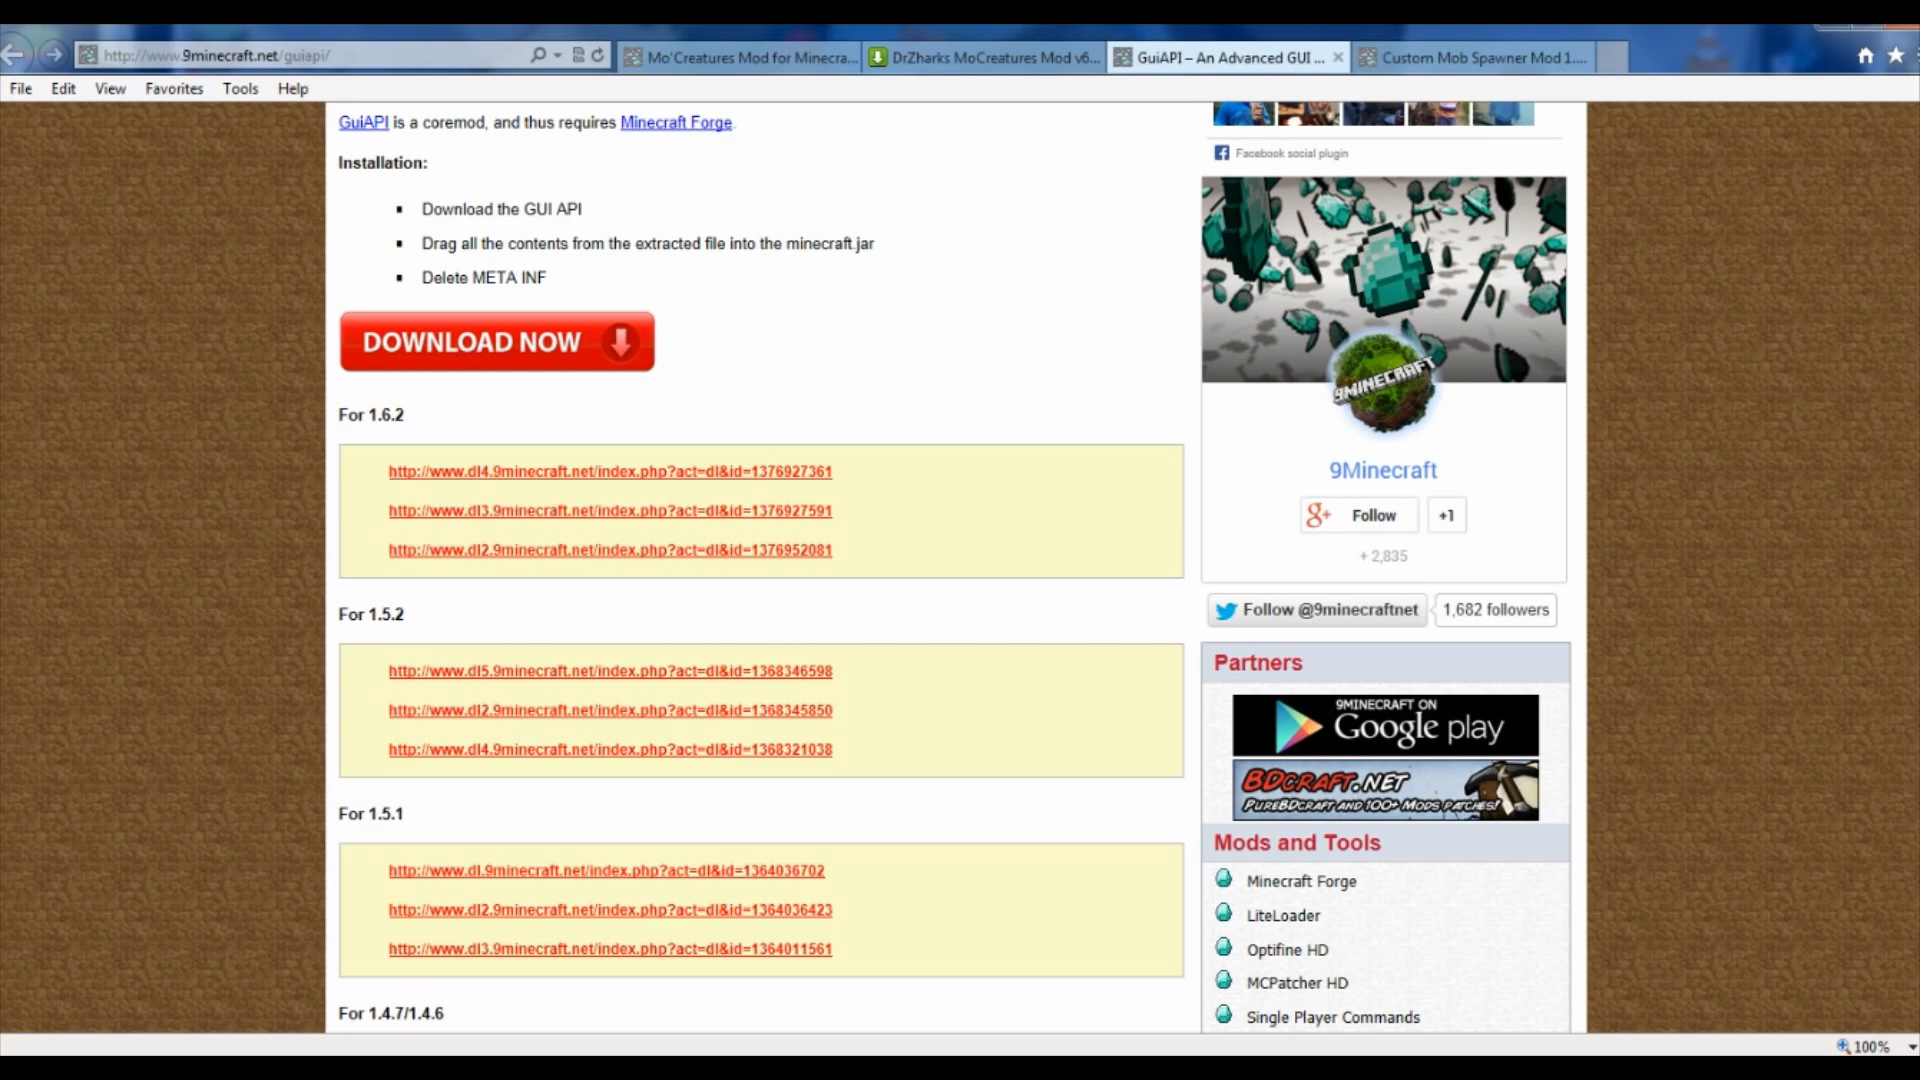 http://www.9minecraft.net/guiapi/
Mo'Creatures Mod for Minecra...
DrZharks MoCreatures Mod v6...
GuiAPI – An Advanced GUI ...
Custom Mob Spawner Mod 1....
File Edit View Favorites Tools Help
GuiAPI is a coremod, and thus requires Minecraft Forge.
Installation:
Download the GUI API
Drag all the contents from the extracted file into the minecraft.jar
Delete META INF
DOWNLOAD NOW
For 1.6.2
http://www.dl4.9minecraft.net/index.php?act=dl&id=1376927361
http://www.dl3.9minecraft.net/index.php?act=dl&id=1376927591
http://www.dl2.9minecraft.net/index.php?act=dl&id=1376952081
For 1.5.2
http://www.dl5.9minecraft.net/index.php?act=dl&id=1368346598
http://www.dl2.9minecraft.net/index.php?act=dl&id=1368345850
http://www.dl4.9minecraft.net/index.php?act=dl&id=1368321038
For 1.5.1
http://www.dl.9minecraft.net/index.php?act=dl&id=1364036702
http://www.dl2.9minecraft.net/index.php?act=dl&id=1364036423
http://www.dl3.9minecraft.net/index.php?act=dl&id=1364011561
For 1.4.7/1.4.6
Facebook social plugin
9MINECRAFT
9Minecraft
g+ Follow +1
+ 2,835
Follow @9minecraftnet 1,682 followers
Partners
9MINECRAFT ON
Google play
BDCRAFT.NET
PUREBDCRAFT AND 100+ MODS PATCHES!
Mods and Tools
Minecraft Forge
LiteLoader
Optifine HD
MCPatcher HD
Single Player Commands
100%